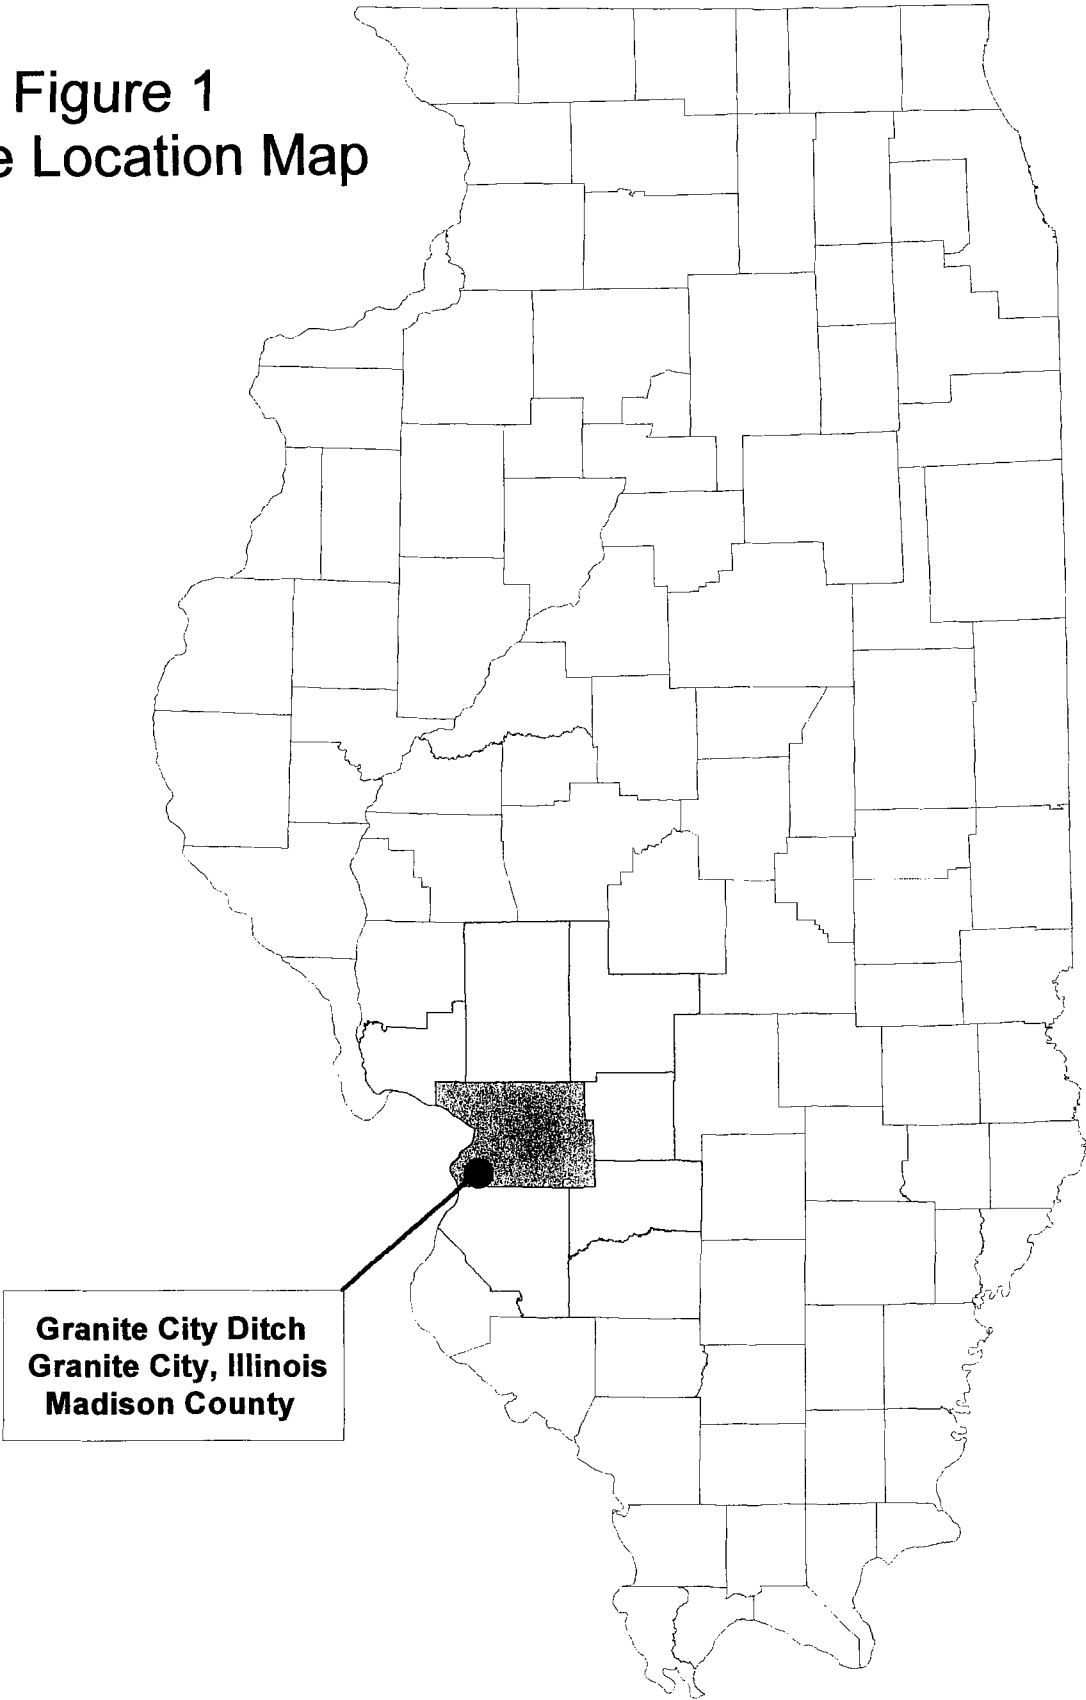 Figure 1
e Location Map
Granite City Ditch
Granite City, Illinois
Madison County